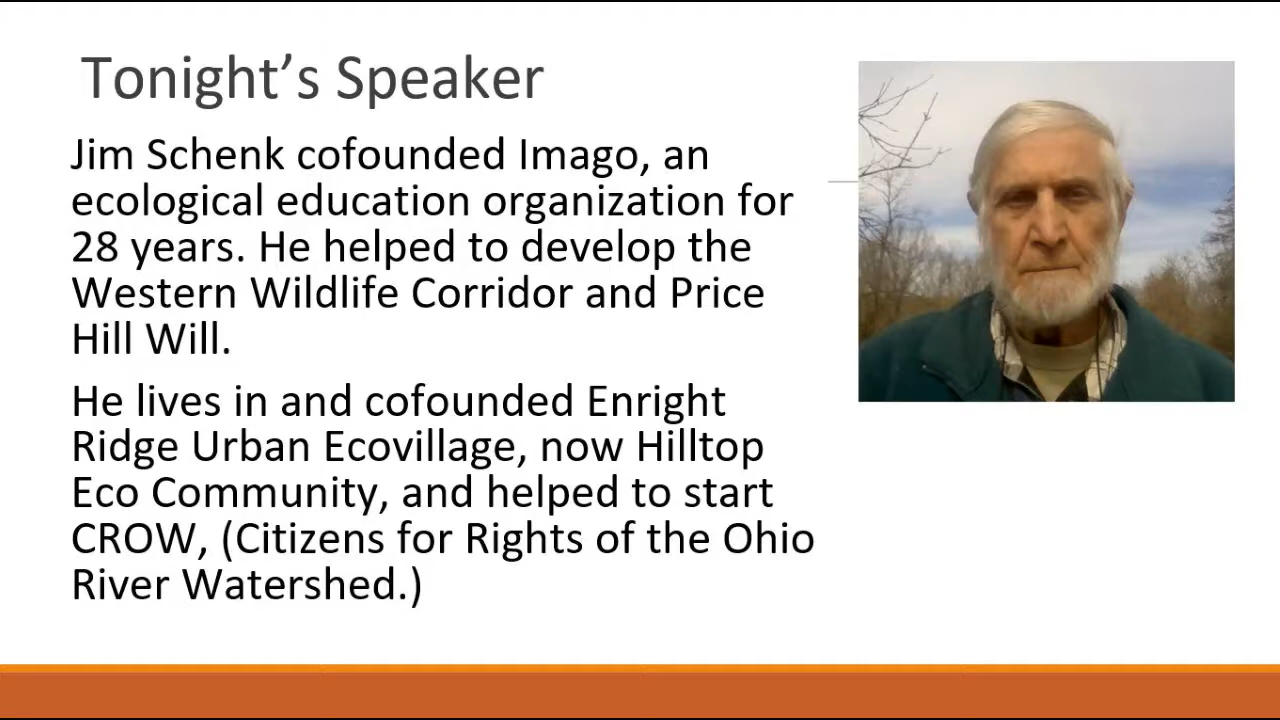 Tonight’s Speaker
Jim Schenk cofounded Imago, an
ecological education organization for
28 years. He helped to develop the
Western Wildlife Corridor and Price
Hill Will.
He lives in and cofounded Enright
Ridge Urban Ecovillage, now Hilltop
Eco Community, and helped to start
CROW, (Citizens for Rights of the Ohio
River Watershed.)